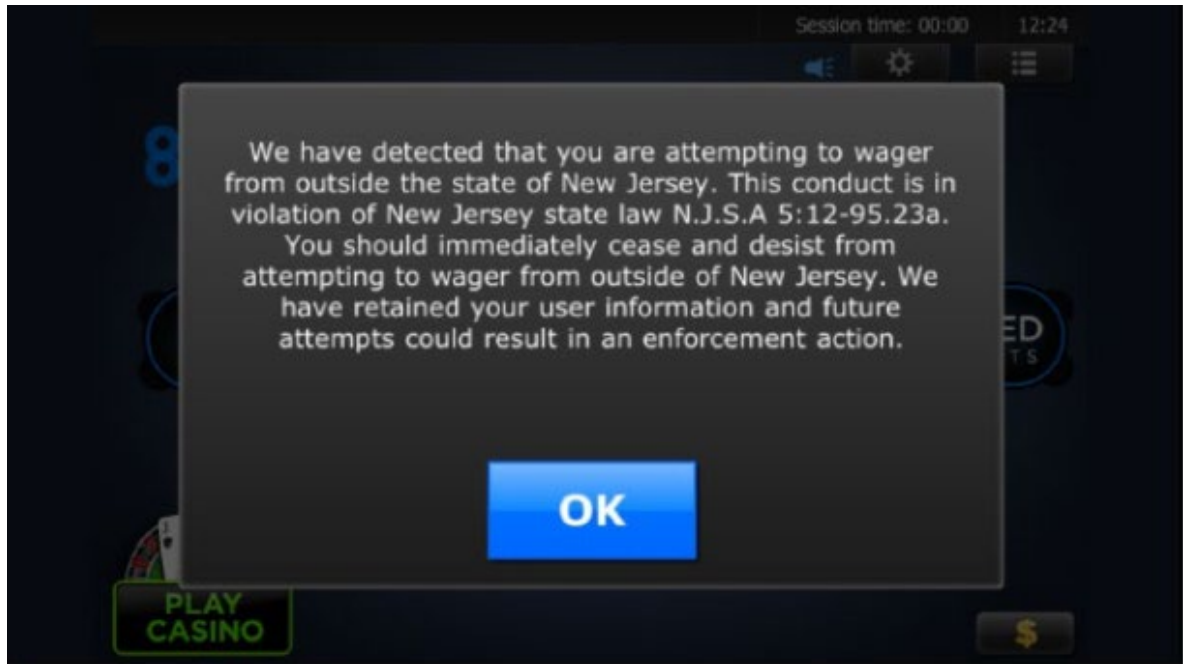 Session time: 00:00 12:24
8
We have detected that you are attempting to wager
from outside the state of New Jersey. This conduct is in
violation of New Jersey state law N.J.S.A 5:12-95.23a.
You should immediately cease and desist from
attempting to wager from outside of New Jersey. We
have retained your user information and future
attempts could result in an enforcement action.
ED
TS
OK
PLAY
CASINO
$